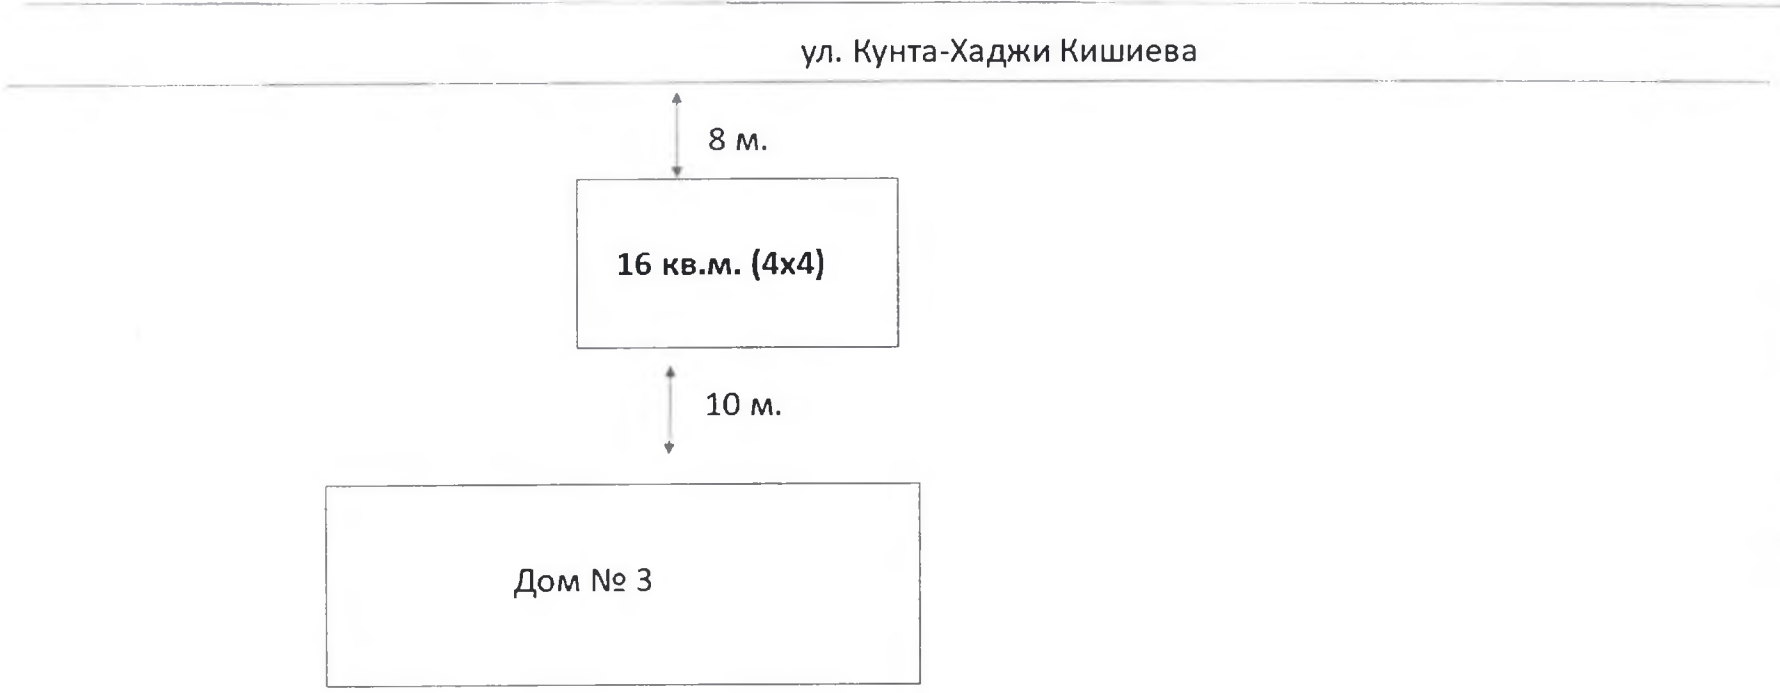 ул. Кунта-Хаджи Кишиева
8 м.
16 кв.м. (4х4)
10 м.
Дом № 3